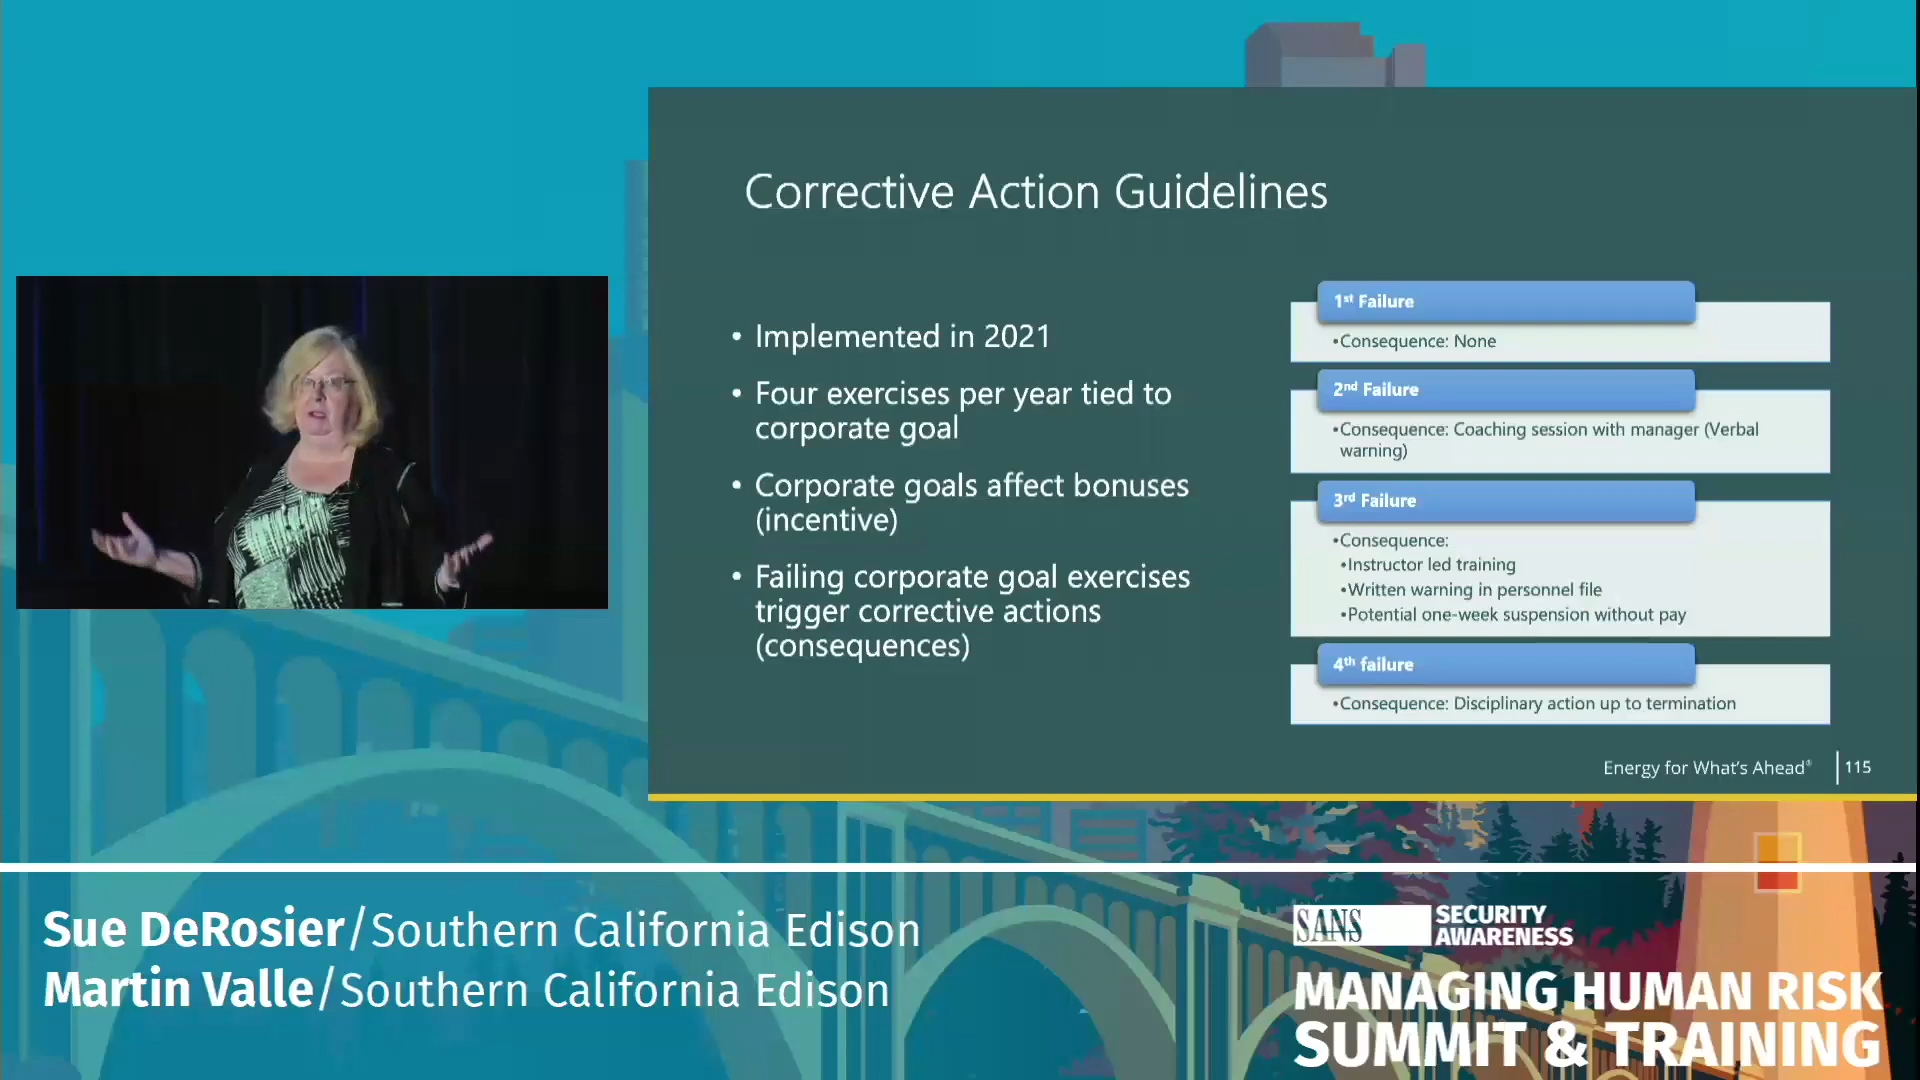 Corrective Action Guidelines
• Implemented in 2021
• Four exercises per year tied to
corporate goal
• Corporate goals affect bonuses
(incentive)
• Failing corporate goal exercises
trigger corrective actions
(consequences)
1st Failure
•Consequence: None
2nd Failure
•Consequence: Coaching session with manager (Verbal
warning)
3rd Failure
•Consequence:
•Instructor led training
•Written warning in personnel file
•Potential one-week suspension without pay
4th failure
•Consequence: Disciplinary action up to termination
Energy for What's Ahead® 115
Sue DeRosier/Southern California Edison
Martin Valle/Southern California Edison
SANS SECURITY
AWARENESS
MANAGING HUMAN RISK
SUMMIT & TRAINING